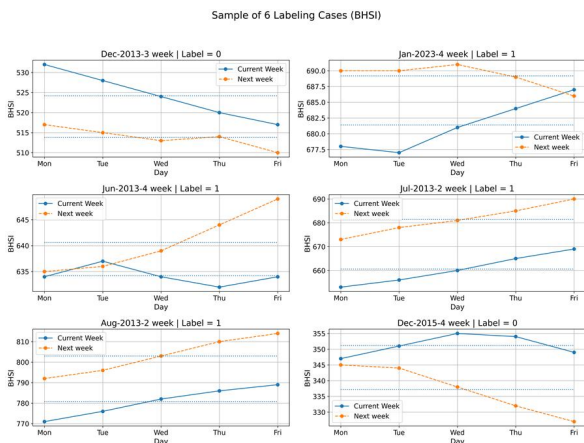 Sample of 6 Labeling Cases (BHSI)
Dec-2013-3 week | Label = 0
BHSI
530
525
520
515
510
Current Week
Next week
Mon Tue Wed Thu Fri
Day
Jan-2023-4 week | Label = 1
BHSI
690.0
687.5
685.0
682.5
680.0
677.5
Current Week
Next week
Mon Tue Wed Thu Fri
Day
Jun-2013-4 week | Label = 1
BHSI
645
640
635
Current Week
Next week
Mon Tue Wed Thu Fri
Day
Jul-2013-2 week | Label = 1
BHSI
690
680
670
660
Current Week
Next week
Mon Tue Wed Thu Fri
Day
Aug-2013-2 week | Label = 1
BHSI
810
800
790
780
770
Current Week
Next week
Mon Tue Wed Thu Fri
Day
Dec-2015-4 week | Label = 0
BHSI
355
350
345
340
335
330
Current Week
Next week
Mon Tue Wed Thu Fri
Day